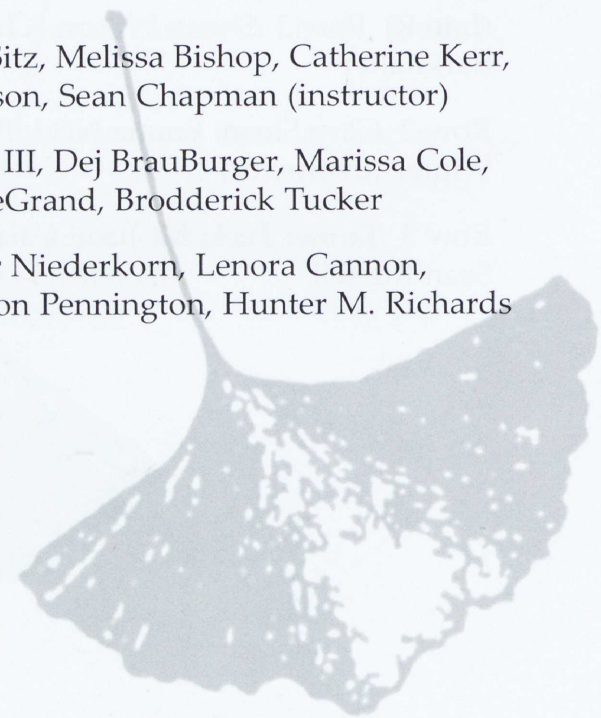 itz, Melissa Bishop, Catherine Kerr,
son, Sean Chapman (instructor)
III, Dej BrauBurger, Marissa Cole,
eGrand, Brodderick Tucker
r Niederkorn, Lenora Cannon,
on Pennington, Hunter M. Richards